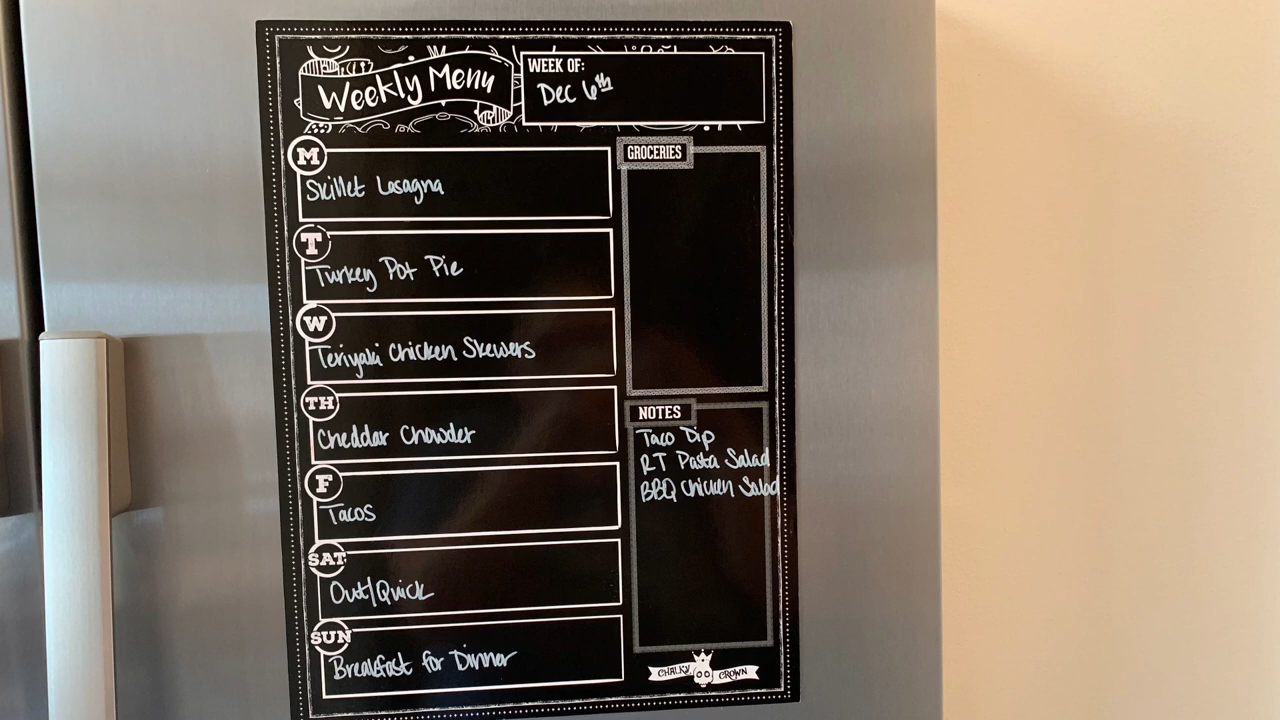 Weekly Menu
WEEK OF:
Dec 6th
M
Skillet Lasagna
T
Turkey Pot Pie
W
Teriyaki Chicken Skewers
TH
Cheddar Chowder
F
Tacos
SAT
Out/Quick
SUN
Breakfast for Dinner
GROCERIES
NOTES
Taco Dip
RT Pasta Salad
BBQ Chicken Salad
CHALKY CROWN